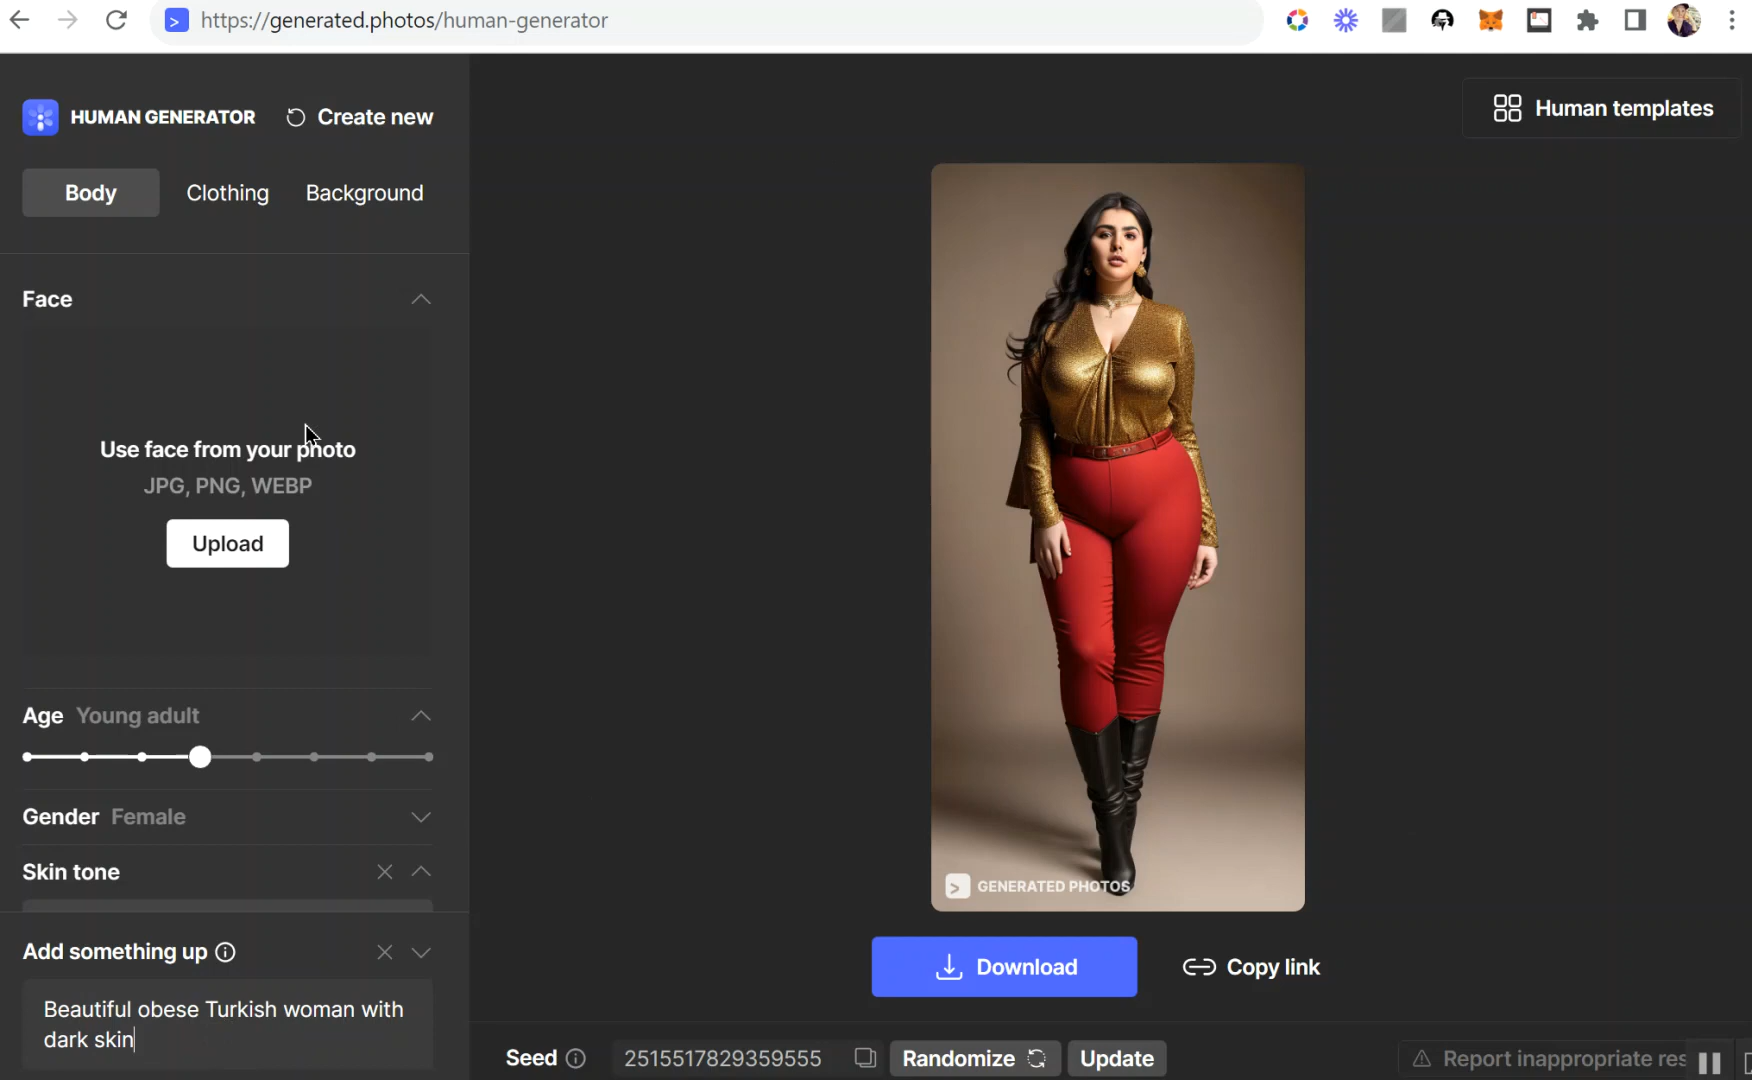 https://generated.photos/human-generator
HUMAN GENERATOR
Create new
Human templates
Body
Clothing
Background
Face
Use face from your photo
JPG, PNG, WEBP
Upload
Age Young adult
Gender Female
Skin tone
GENERATED PHOTOS
Add something up
Beautiful obese Turkish woman with
dark skin
Download
Copy link
Seed
2515517829359555
Randomize
Update
Report inappropriate res